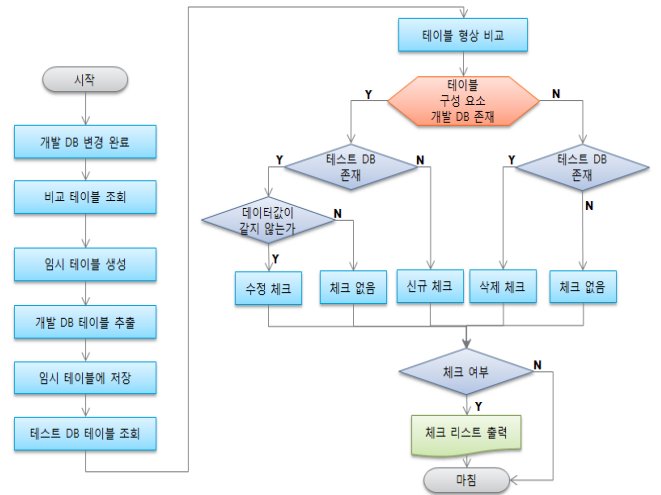 시작
개발 DB 변경 완료
비교 테이블 조회
임시 테이블 생성
개발 DB 테이블 추출
임시 테이블에 저장
테스트 DB 테이블 조회
테이블 형상 비교
테이블
구성 요소
개발 DB 존재
Y
N
테스트 DB
존재
Y
N
테스트 DB
존재
Y
N
데이터값이
같지 않는가
N
Y
수정 체크
체크 없음
신규 체크
삭제 체크
체크 없음
체크 여부
N
Y
체크 리스트 출력
마침